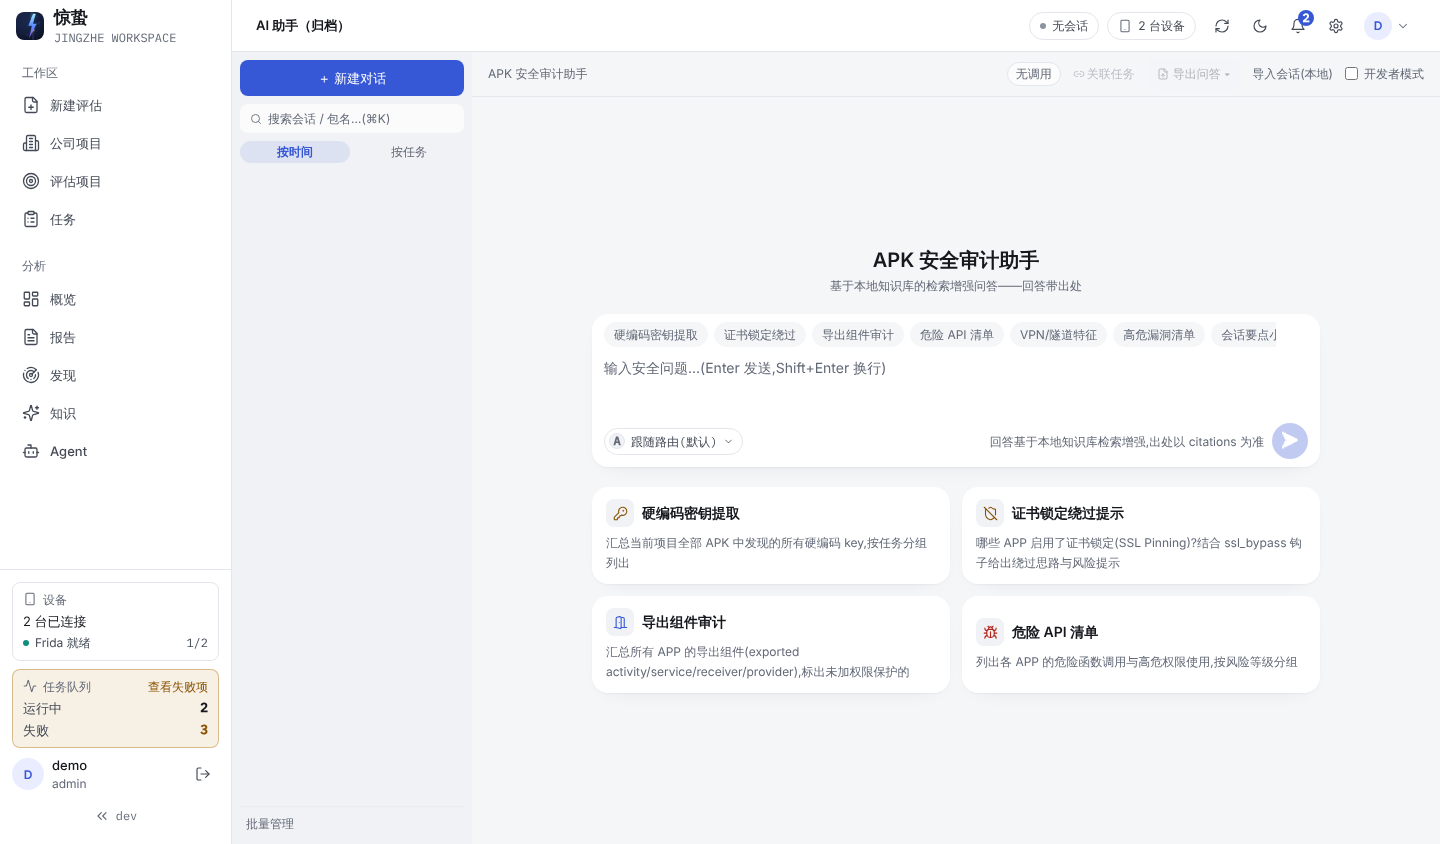 惊蛰
JINGZHE WORKSPACE
工作区
新建评估
公司项目
评估项目
任务
分析
概览
报告
发现
知识
Agent
设备
2 台已连接
Frida 就绪 1/2
任务队列 查看失败项
运行中 2
失败 3
D demo
admin
dev
AI 助手（归档）
无会话
2 台设备
2
D
+ 新建对话
搜索会话 / 包名...(⌘K)
按时间 按任务
批量管理
APK 安全审计助手
无调用 关联任务 导出问答 导入会话(本地) 开发者模式
APK 安全审计助手
基于本地知识库的检索增强问答——回答带出处
硬编码密钥提取 证书锁定绕过 导出组件审计 危险 API 清单 VPN/隧道特征 高危漏洞清单 会话要点
输入安全问题...(Enter 发送,Shift+Enter 换行)
A 跟随路由(默认)
回答基于本地知识库检索增强,出处以 citations 为准
硬编码密钥提取
汇总当前项目全部 APK 中发现的所有硬编码 key,按任务分组
列出
证书锁定绕过提示
哪些 APP 启用了证书锁定(SSL Pinning)?结合 ssl_bypass 钩
子给出绕过思路与风险提示
导出组件审计
汇总所有 APP 的导出组件(exported
activity/service/receiver/provider),标出未加权限保护的
危险 API 清单
列出各 APP 的危险函数调用与高危权限使用,按风险等级分组